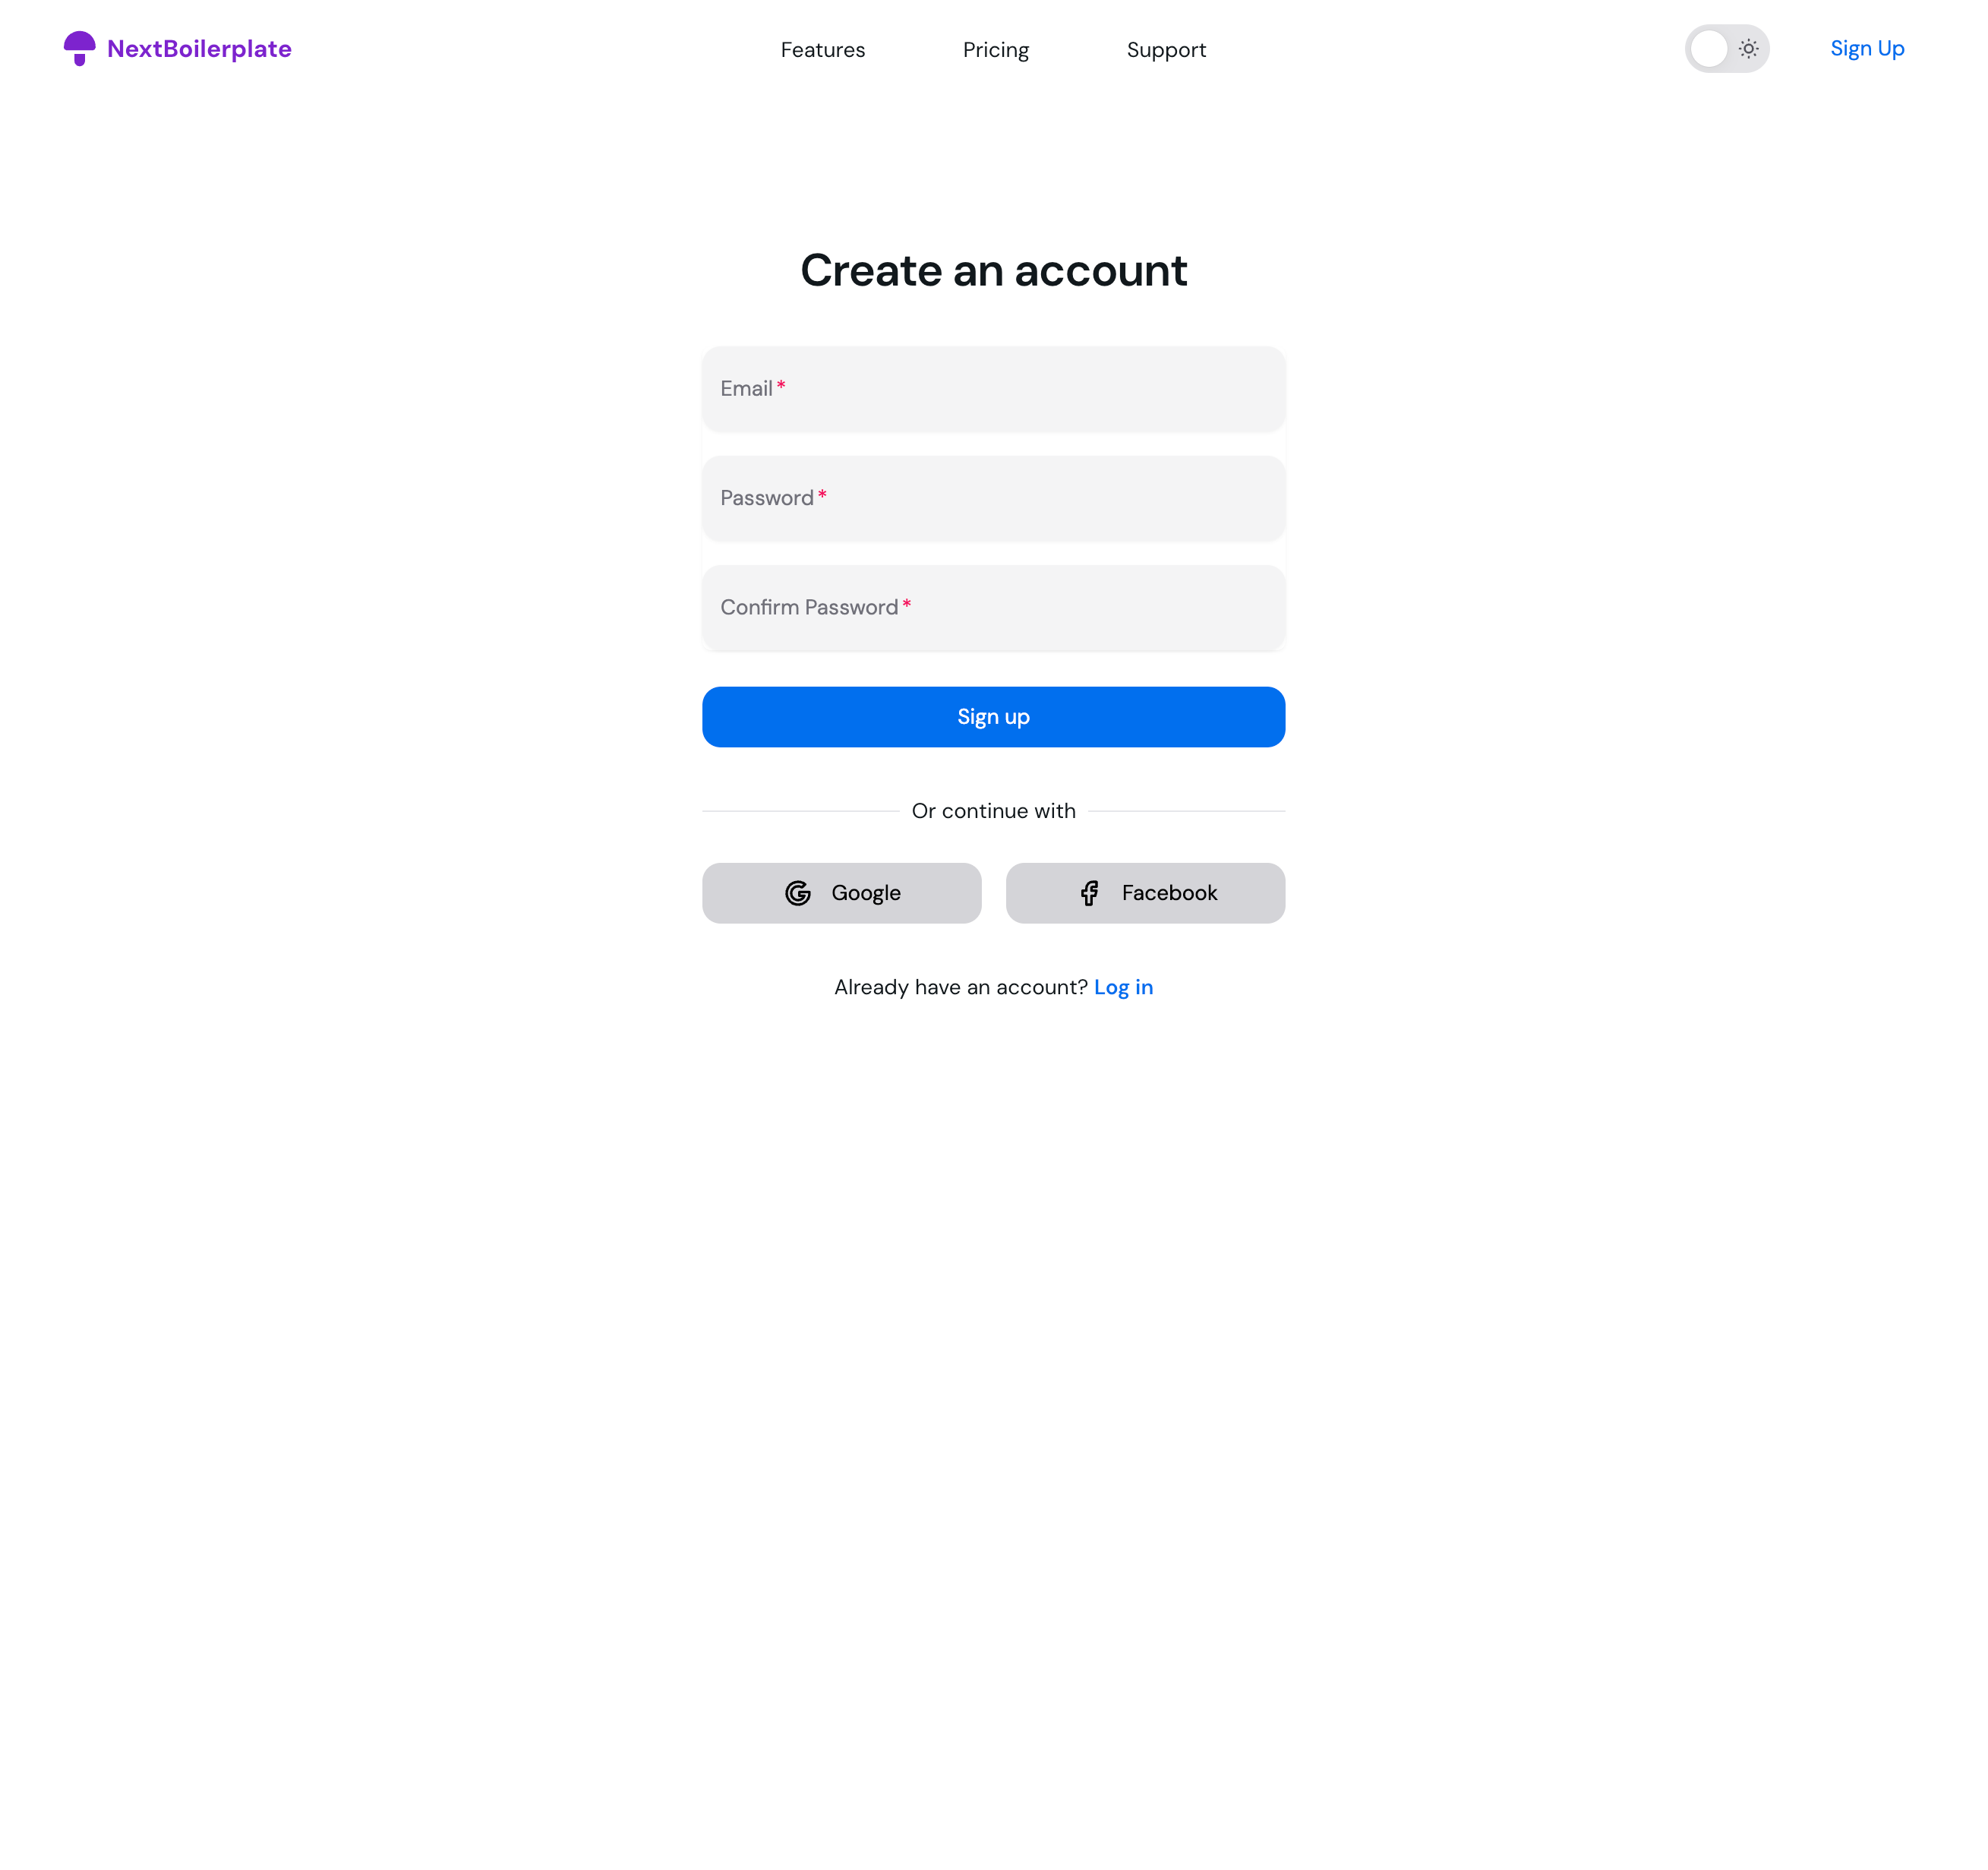 NextBoilerplate
Features Pricing Support
Sign Up
Create an account
Email *
Password *
Confirm Password *
Sign up
Or continue with
Google
Facebook
Already have an account? Log in